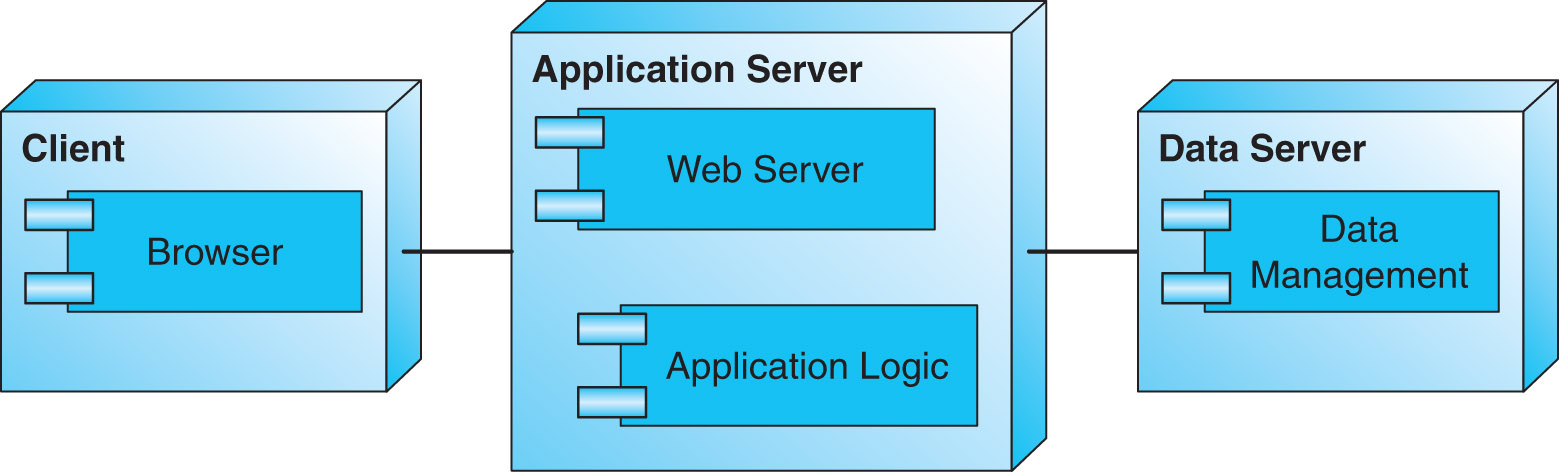 Client
Browser
Application Server
Web Server
Application Logic
Data Server
Data
Management